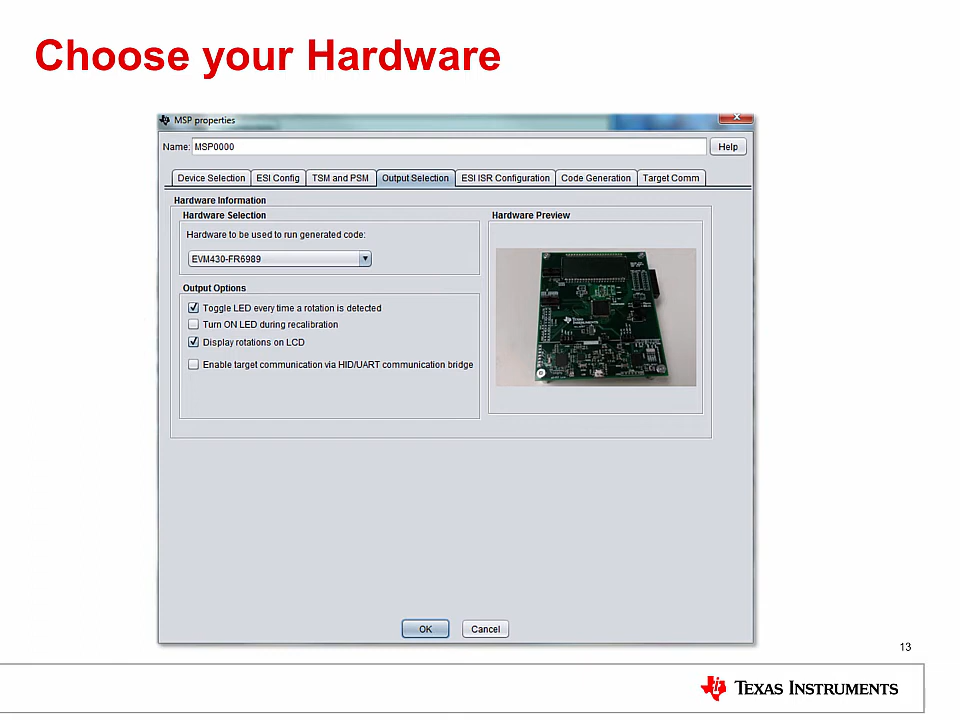 Choose your Hardware
MSP properties
Name: MSP0000 Help
Device Selection ESI Config TSM and PSM Output Selection ESI ISR Configuration Code Generation Target Comm
Hardware Information
Hardware Selection
Hardware to be used to run generated code:
EVM430-FR6989
Output Options
Toggle LED every time a rotation is detected
Turn ON LED during recalibration
Display rotations on LCD
Enable target communication via HID/UART communication bridge
Hardware Preview
TEXAS
INSTRUMENTS
OK Cancel
13
TEXAS INSTRUMENTS